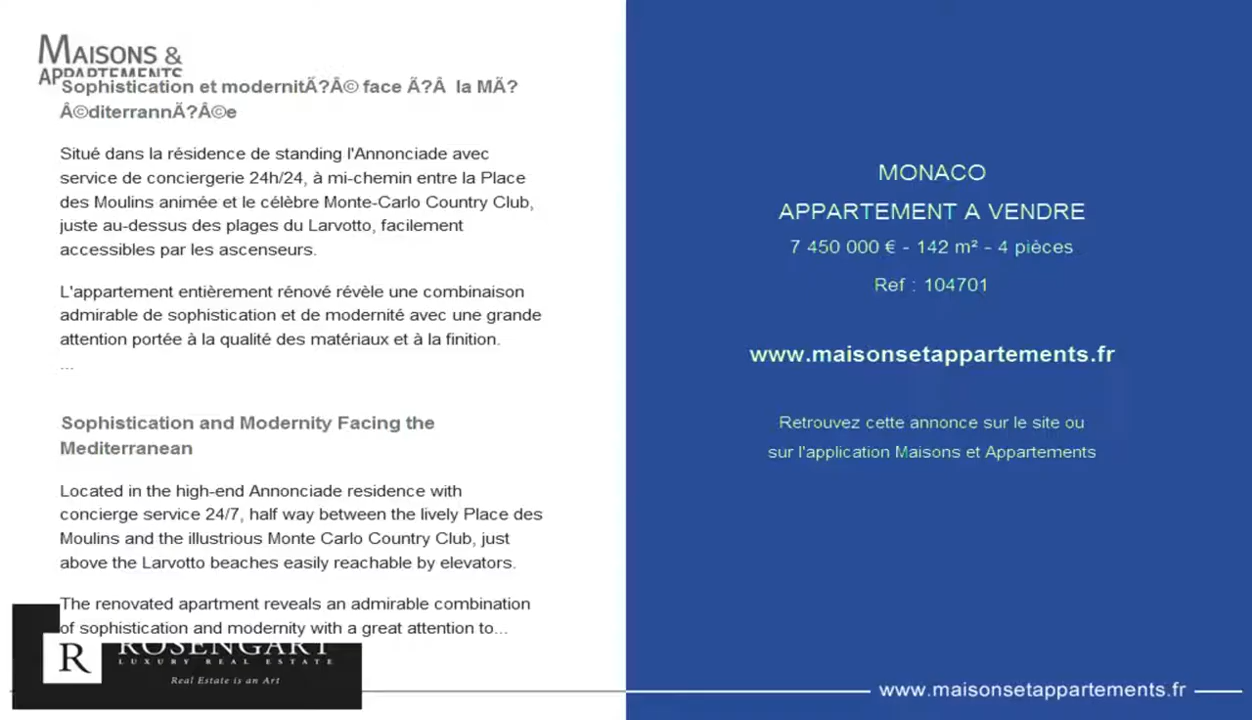 MAISONS &
APPARTEMENTS
Sophistication et modernitÃ?Â© face Ã?Â  la MÃ?
Â©diterrannÃ?Â©e
Situé dans la résidence de standing l'Annonciade avec
service de conciergerie 24h/24, à mi-chemin entre la Place
des Moulins animée et le célèbre Monte-Carlo Country Club,
juste au-dessus des plages du Larvotto, facilement
accessibles par les ascenseurs.
L'appartement entièrement rénové révèle une combinaison
admirable de sophistication et de modernité avec une grande
attention portée à la qualité des matériaux et à la finition.
...
Sophistication and Modernity Facing the
Mediterranean
Located in the high-end Annonciade residence with
concierge service 24/7, half way between the lively Place des
Moulins and the illustrious Monte Carlo Country Club, just
above the Larvotto beaches easily reachable by elevators.
The renovated apartment reveals an admirable combination
of sophistication and modernity with a great attention to...
R
ROSENGART
LUXURY REAL ESTATE
Real Estate is an Art
MONACO
APPARTEMENT A VENDRE
7 450 000 € - 142 m² - 4 pièces
Ref : 104701
www.maisonsetappartements.fr
Retrouvez cette annonce sur le site ou
sur l'application Maisons et Appartements
www.maisonsetappartements.fr